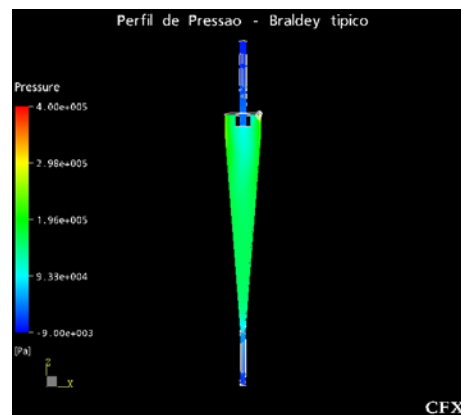 Perfil de Pressao - Braldey tipico
Pressure
4.00e+005
2.98e+005
1.96e+005
9.33e+004
-9.00e+003
[Pa]
z
x
CFX